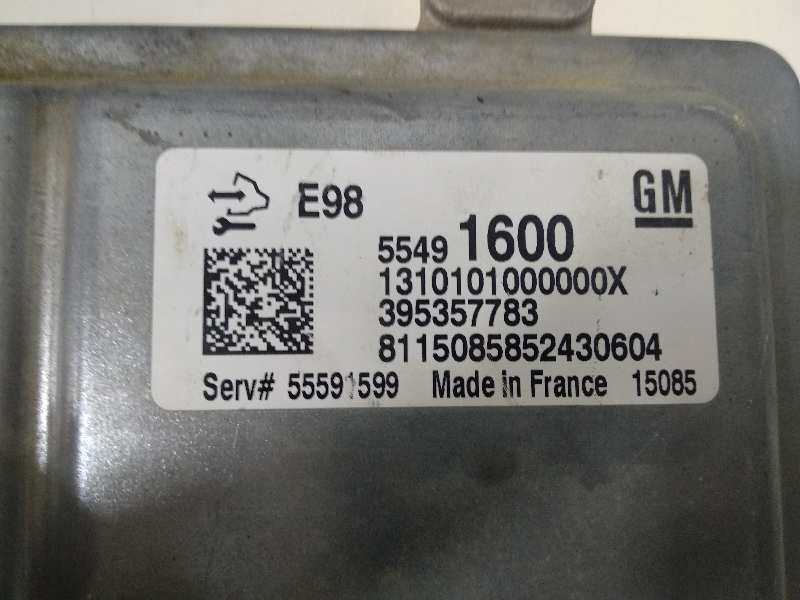 E98 GM
5549 1600
1310101000000X
395357783
8115085852430604
Serv# 55591599 Made in France 15085